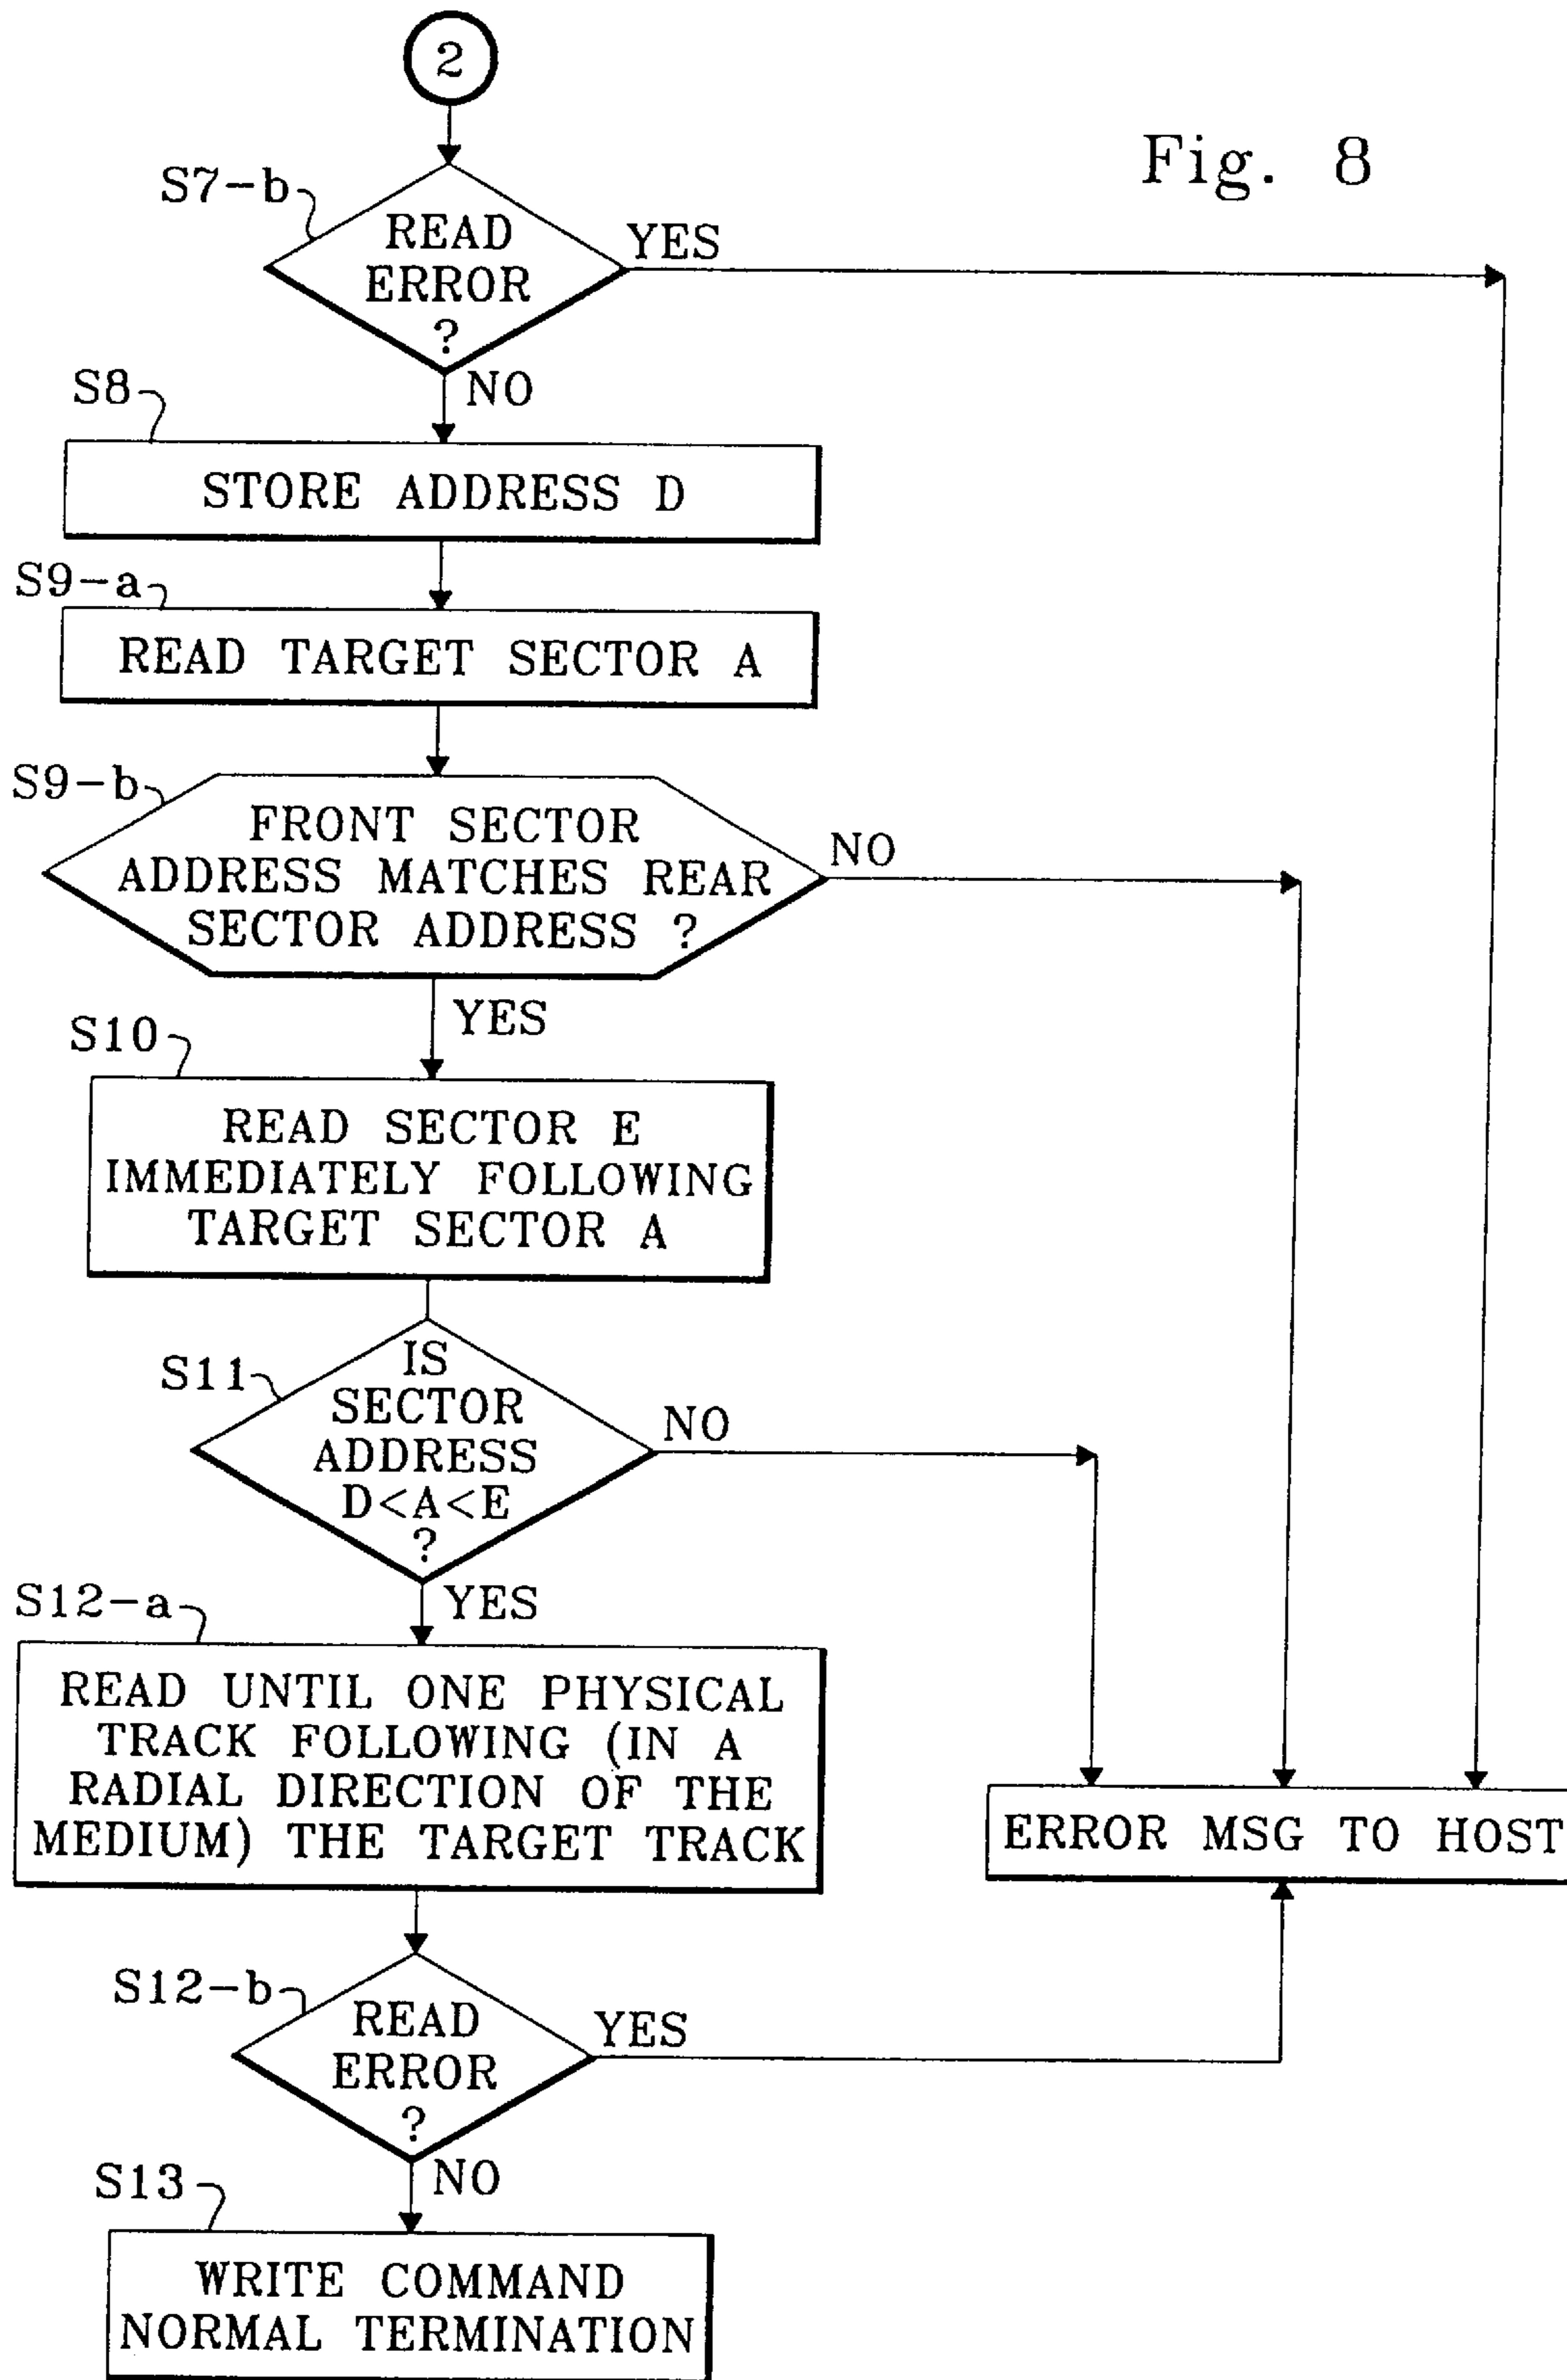 2
Fig. 8
S7-b
READ
ERROR
?
YES
NO
S8
STORE ADDRESS D
S9-a
READ TARGET SECTOR A
S9-b
FRONT SECTOR
ADDRESS MATCHES REAR
SECTOR ADDRESS ?
NO
YES
S10
READ SECTOR E
IMMEDIATELY FOLLOWING
TARGET SECTOR A
S11
IS
SECTOR
ADDRESS
D<A<E
?
NO
YES
S12-a
READ UNTIL ONE PHYSICAL
TRACK FOLLOWING (IN A
RADIAL DIRECTION OF THE
MEDIUM) THE TARGET TRACK
ERROR MSG TO HOST
S12-b
READ
ERROR
?
YES
NO
S13
WRITE COMMAND
NORMAL TERMINATION